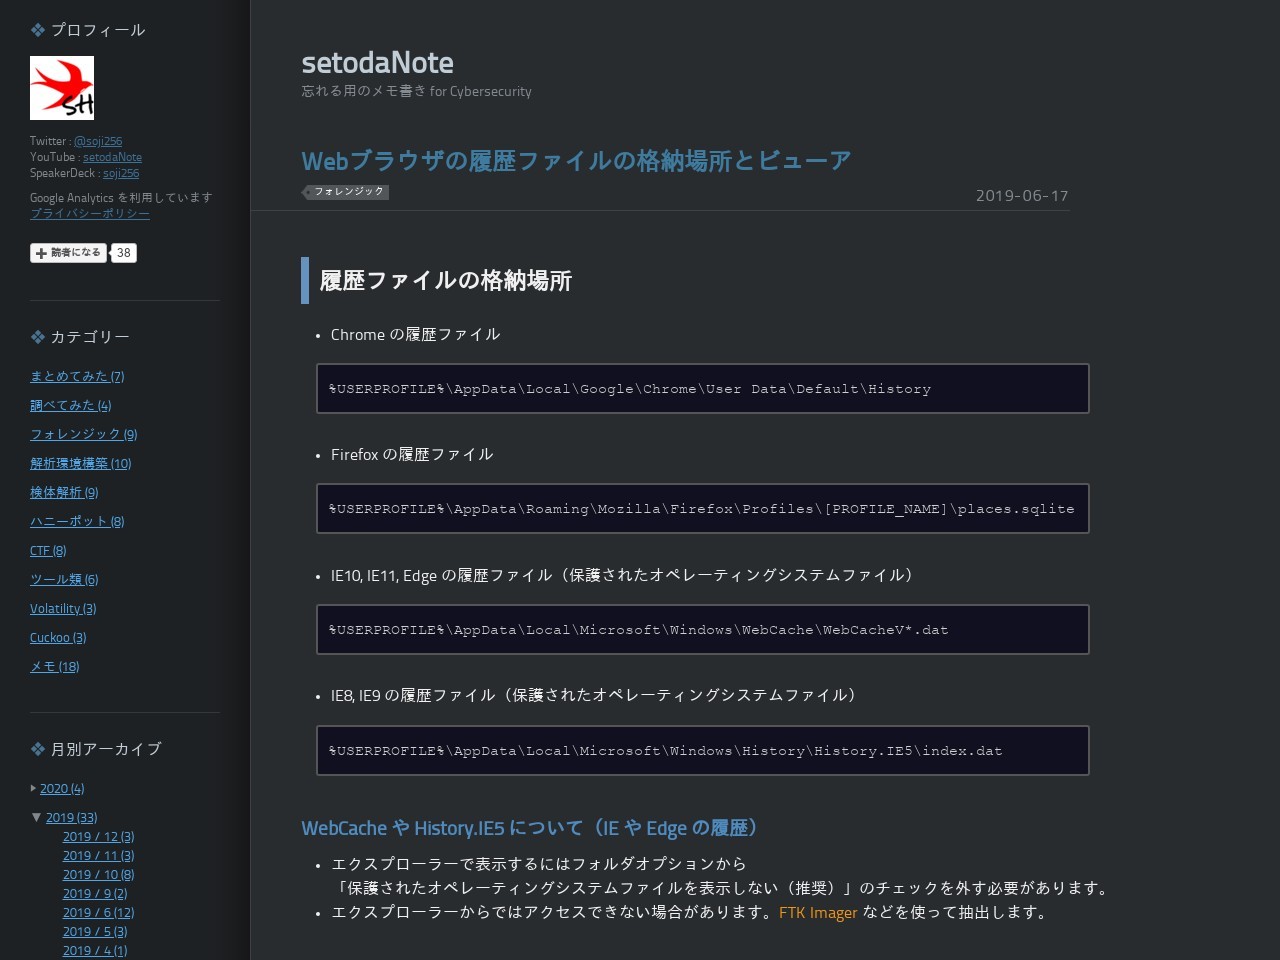 ❖ プロフィール
SH
Twitter : @soji256
YouTube : setodaNote
SpeakerDeck : soji256
Google Analytics を利用しています
プライバシーポリシー
読者になる 38
❖ カテゴリー
まとめてみた (7)
調べてみた (4)
フォレンジック (9)
解析環境構築 (10)
検体解析 (9)
ハニーポット (8)
CTF (8)
ツール類 (6)
Volatility (3)
Cuckoo (3)
メモ (18)
❖ 月別アーカイブ
▶ 2020 (4)
▼ 2019 (33)
2019 / 12 (3)
2019 / 11 (3)
2019 / 10 (8)
2019 / 9 (2)
2019 / 6 (12)
2019 / 5 (3)
2019 / 4 (1)
setodaNote
忘れる用のメモ書き for Cybersecurity
Webブラウザの履歴ファイルの格納場所とビューア
フォレンジック
2019-06-17
履歴ファイルの格納場所
• Chrome の履歴ファイル
%USERPROFILE%\AppData\Local\Google\Chrome\User Data\Default\History
• Firefox の履歴ファイル
%USERPROFILE%\AppData\Roaming\Mozilla\Firefox\Profiles\[PROFILE_NAME]\places.sqlite
• IE10, IE11, Edge の履歴ファイル（保護されたオペレーティングシステムファイル）
%USERPROFILE%\AppData\Local\Microsoft\Windows\WebCache\WebCacheV*.dat
• IE8, IE9 の履歴ファイル（保護されたオペレーティングシステムファイル）
%USERPROFILE%\AppData\Local\Microsoft\Windows\History\History.IE5\index.dat
WebCache や History.IE5 について（IE や Edge の履歴）
• エクスプローラーで表示するにはフォルダオプションから
「保護されたオペレーティングシステムファイルを表示しない（推奨）」のチェックを外す必要があります。
• エクスプローラーからではアクセスできない場合があります。FTK Imager などを使って抽出します。